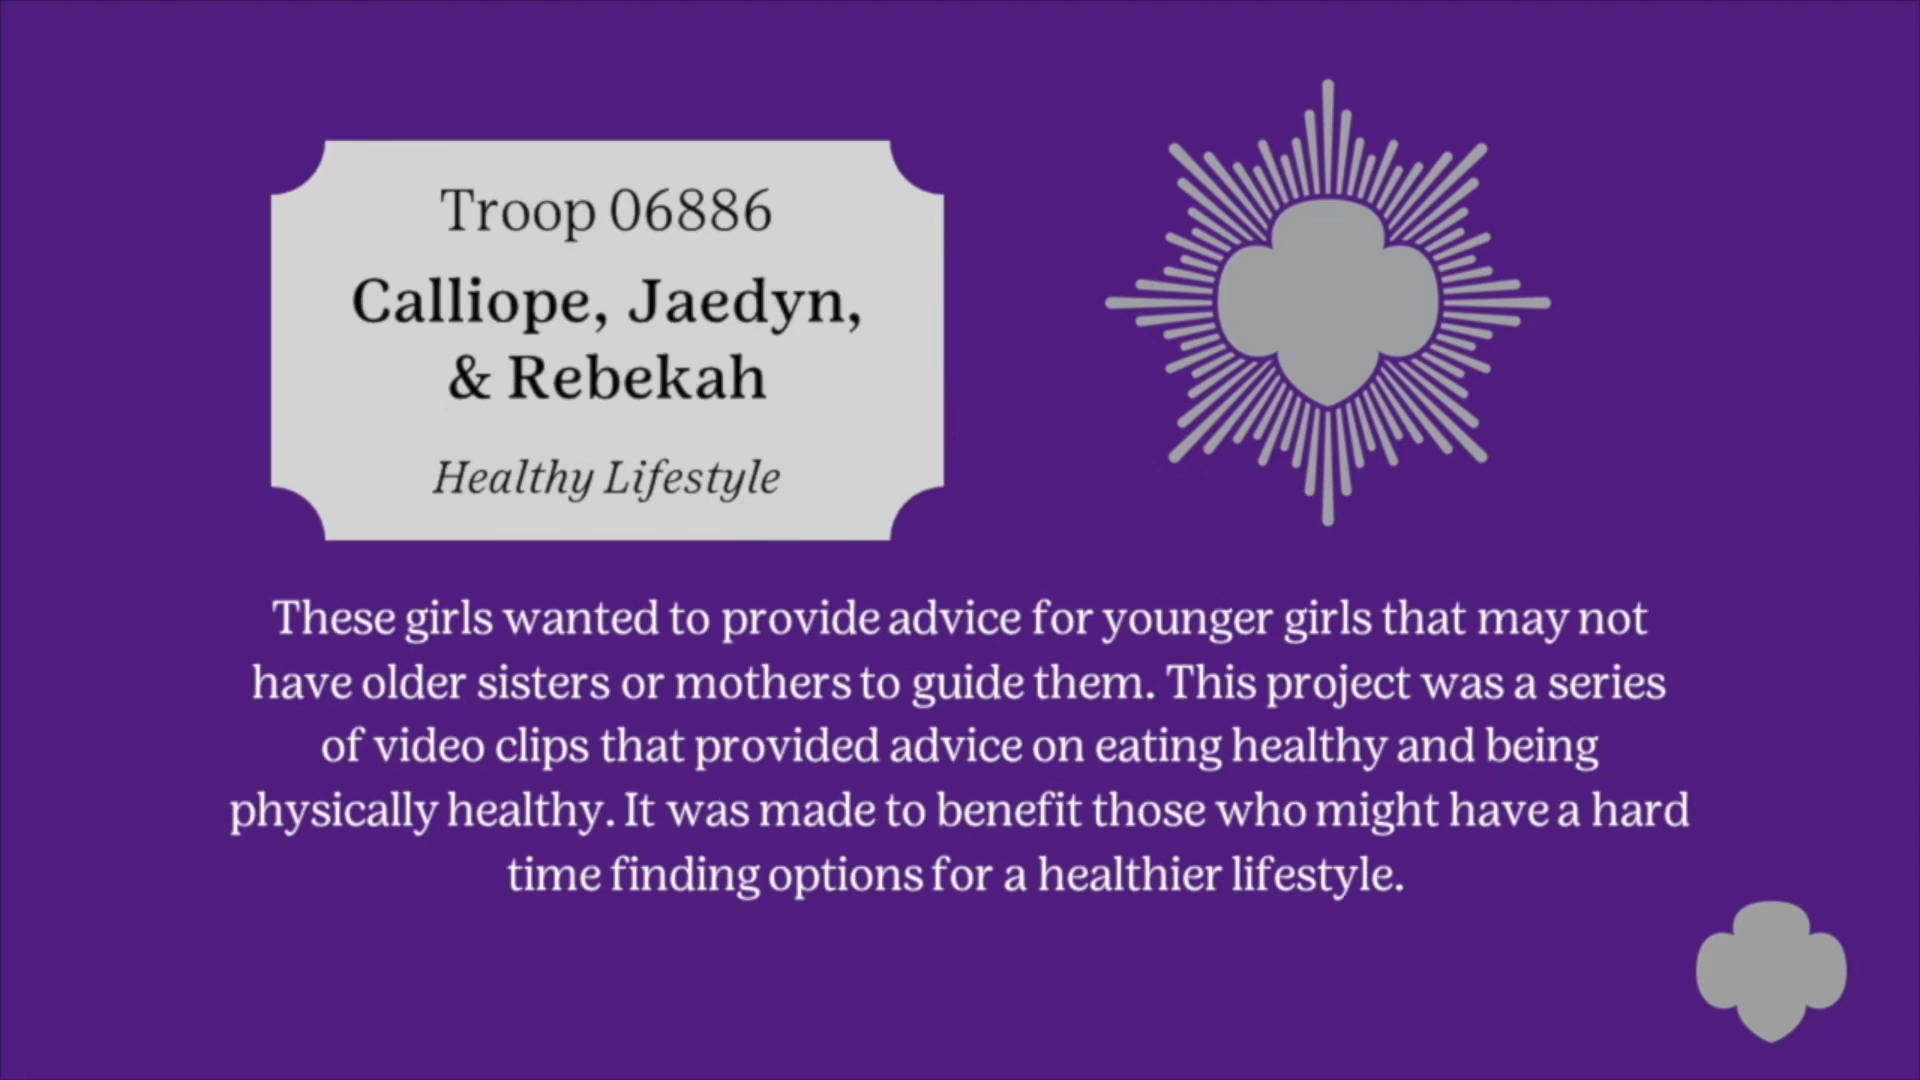 Troop 06886
Calliope, Jaedyn,
& Rebekah
Healthy Lifestyle
These girls wanted to provide advice for younger girls that may not
have older sisters or mothers to guide them. This project was a series
of video clips that provided advice on eating healthy and being
physically healthy. It was made to benefit those who might have a hard
time finding options for a healthier lifestyle.